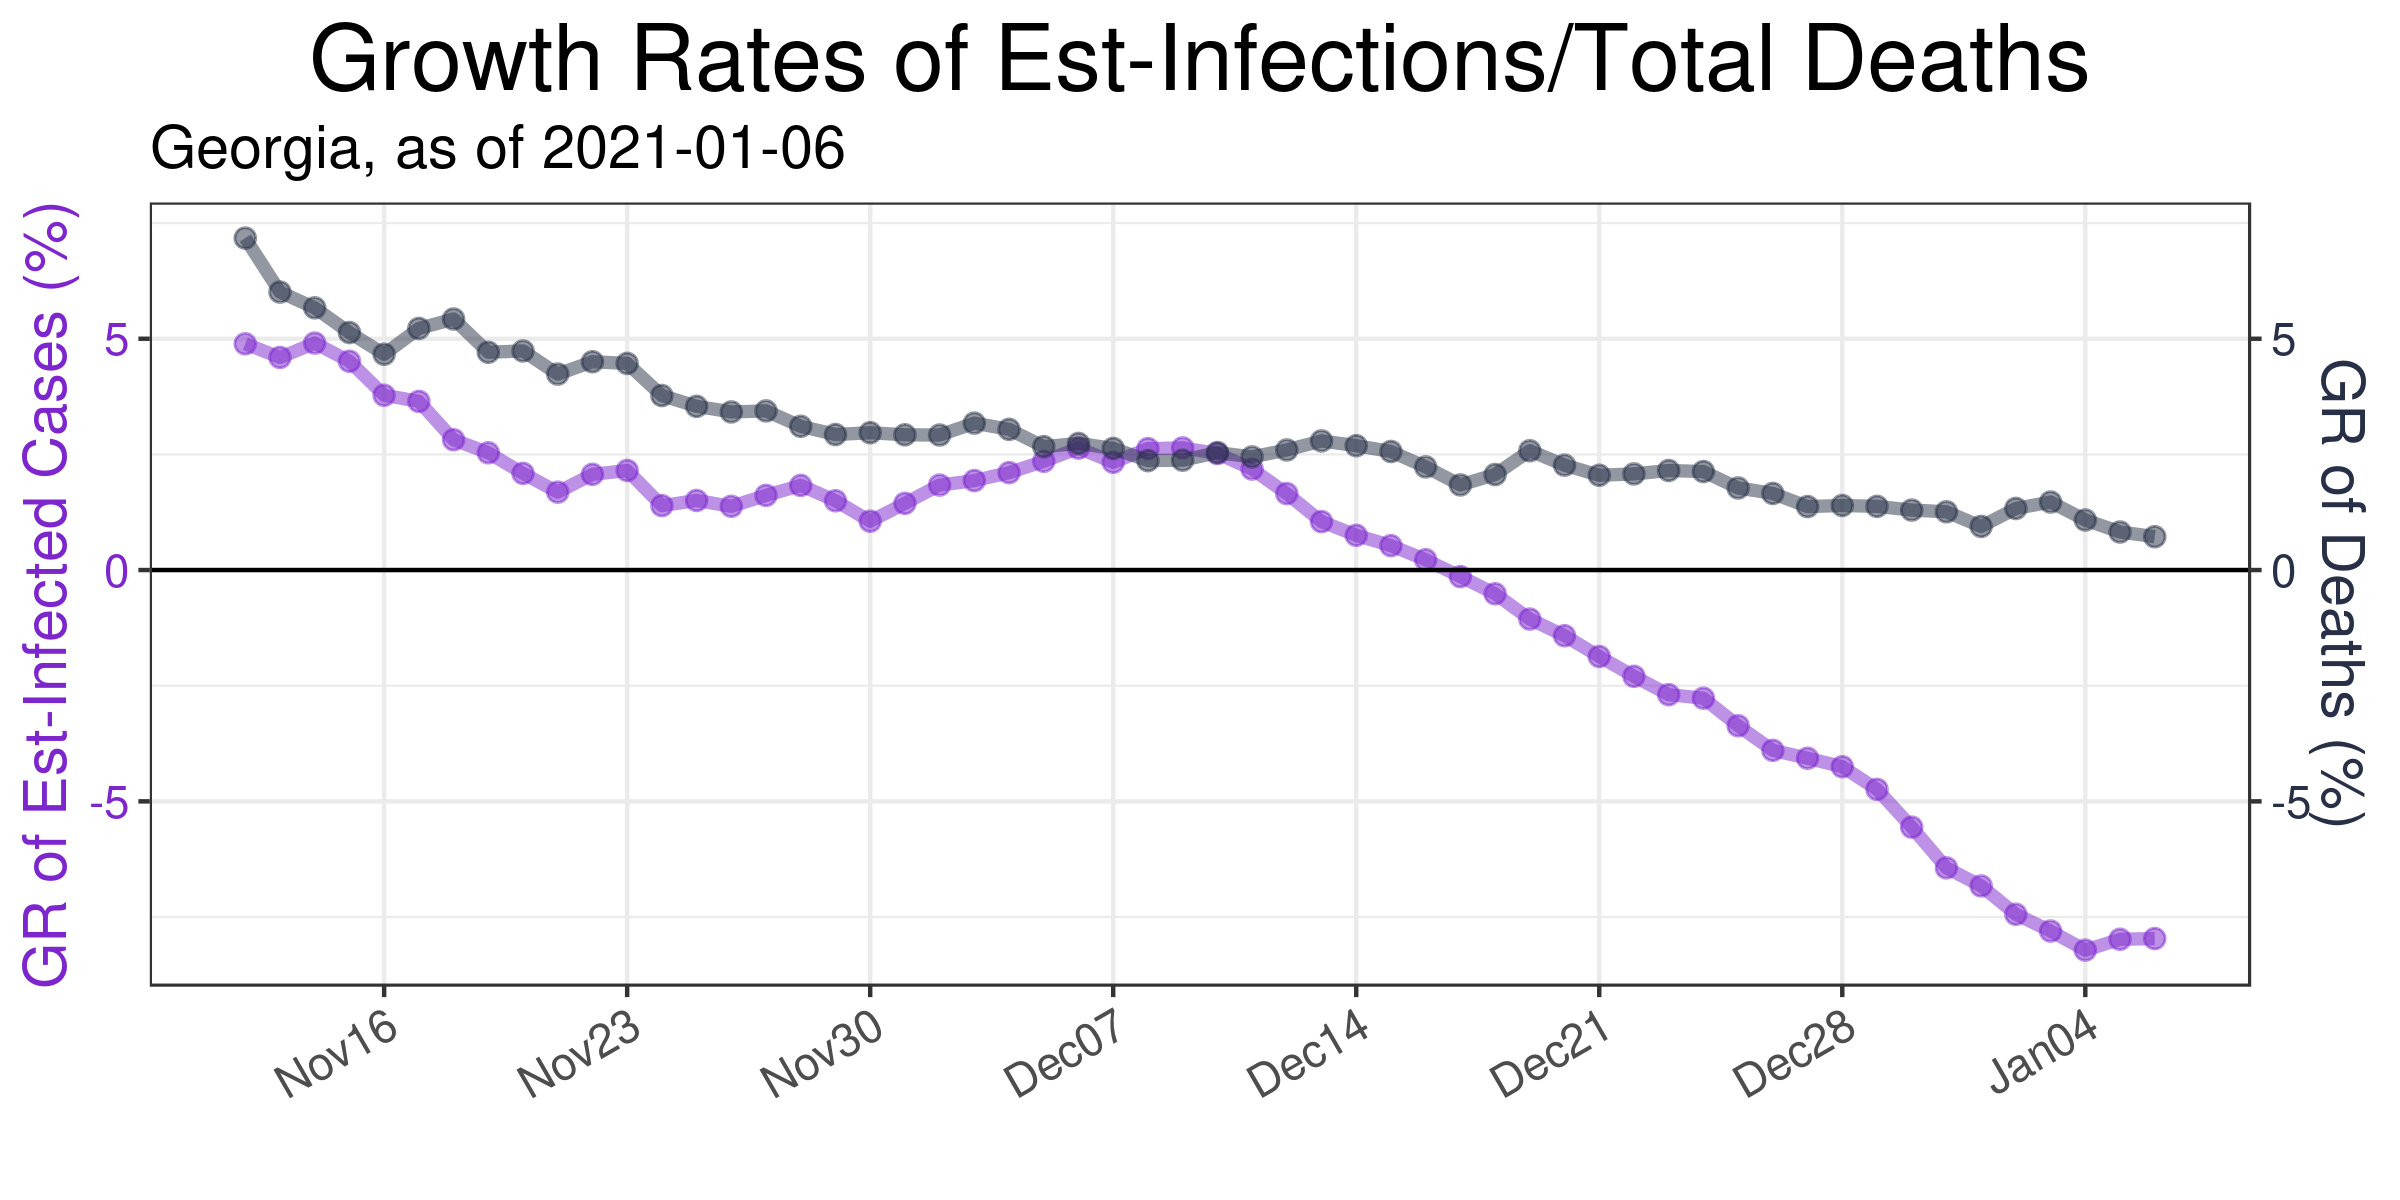 Growth Rates of Est-Infections/Total Deaths
Georgia, as of 2021-01-06
GR of Est-Infected Cases (%)
5
0
-5
5
0
-5
GR of Deaths (%)
Nov16
Nov23
Nov30
Dec07
Dec14
Dec21
Dec28
Jan04